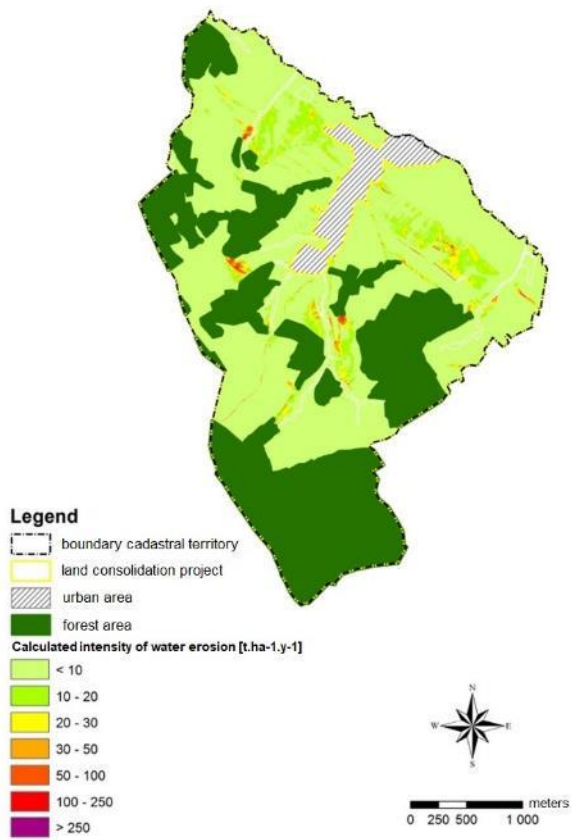 Legend
boundary cadastral territory
land consolidation project
urban area
forest area
Calculated intensity of water erosion [t.ha-1.y-1]
< 10
10 - 20
20 - 30
30 - 50
50 - 100
100 - 250
> 250
N
W E
S
meters
0 250 500 1 000